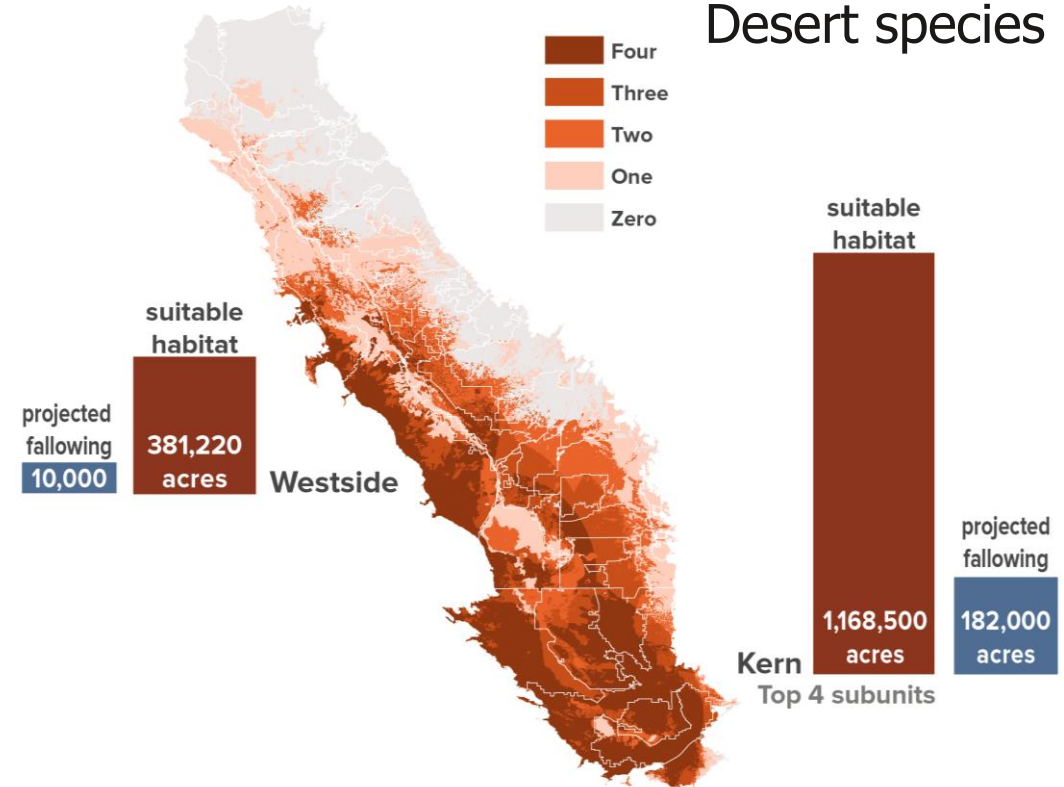 Desert species
Four
Three
Two
One
Zero
suitable
habitat
projected
fallowing
10,000
381,220
acres
Westside
suitable
habitat
projected
fallowing
1,168,500
acres
182,000
acres
Kern
Top 4 subunits